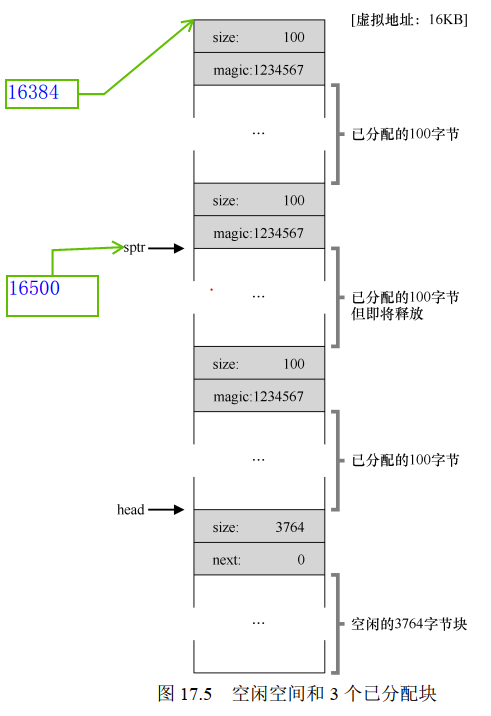 [虚拟地址：16KB]
size: 100
magic:1234567
16384
...
已分配的100字节
size: 100
magic:1234567
sptr
16500
...
已分配的100字节
但即将释放
size: 100
magic:1234567
...
已分配的100字节
head
size: 3764
next: 0
...
空闲的3764字节块
图 17.5 空闲空间和 3 个已分配块